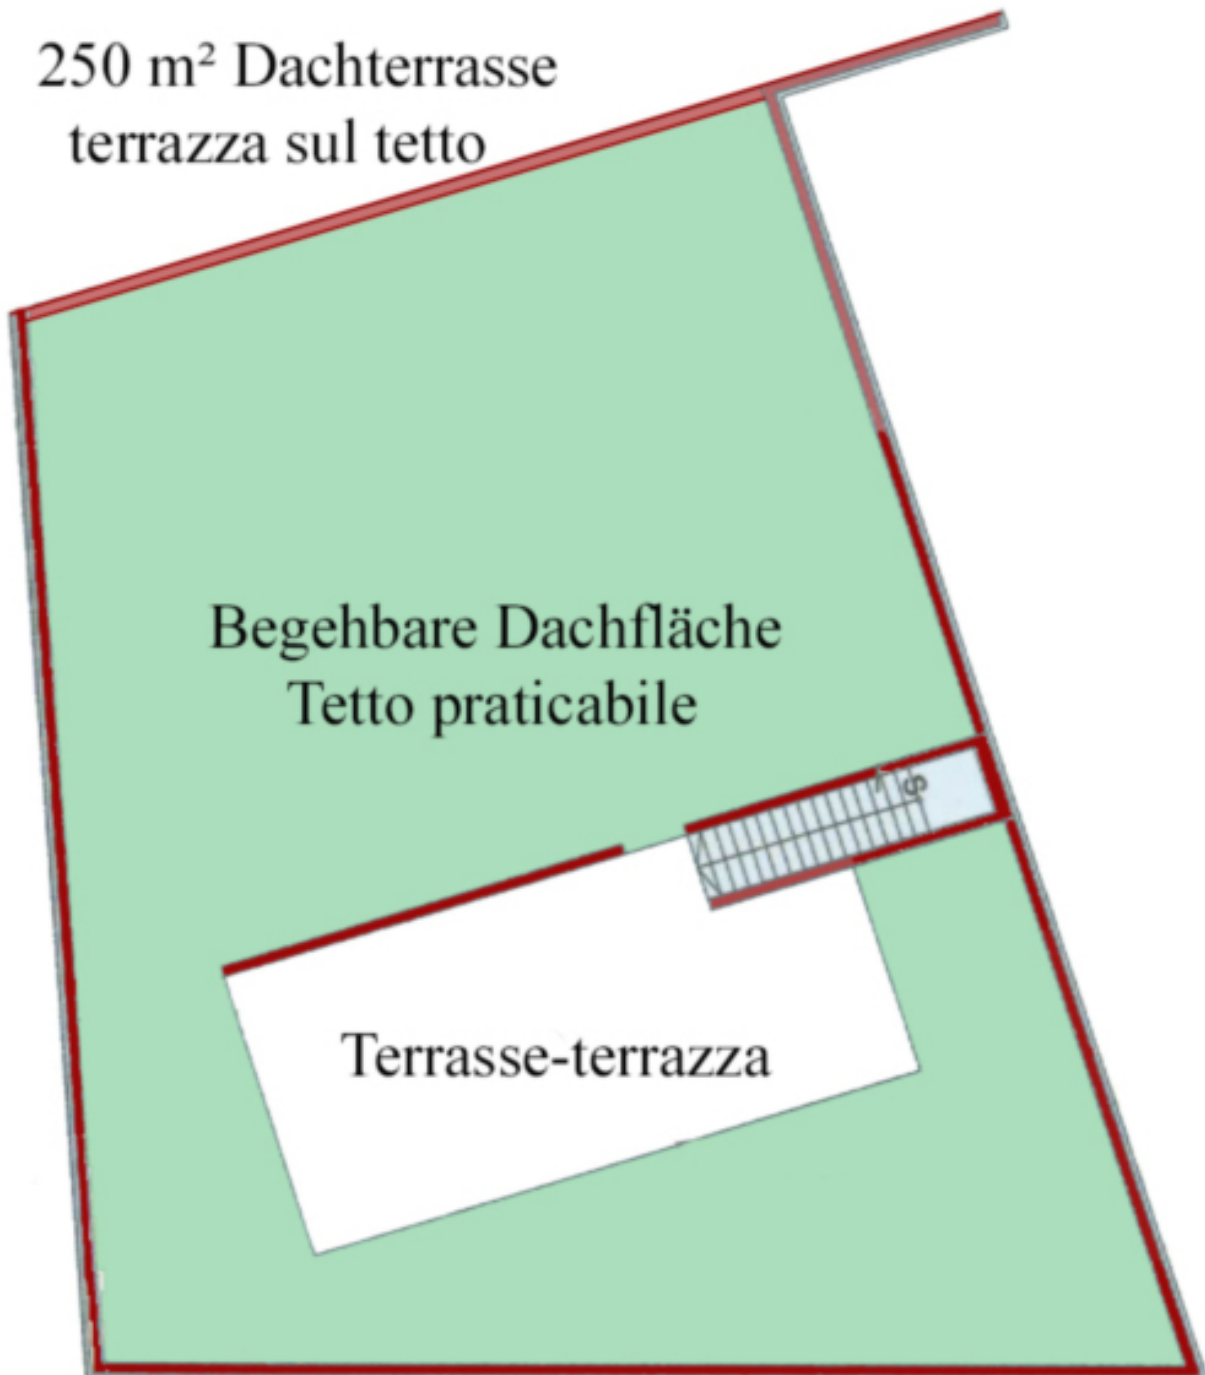 250 m² Dachterrasse
terrazza sul tetto
Begehbare Dachfläche
Tetto praticabile
S
Terrasse-terrazza